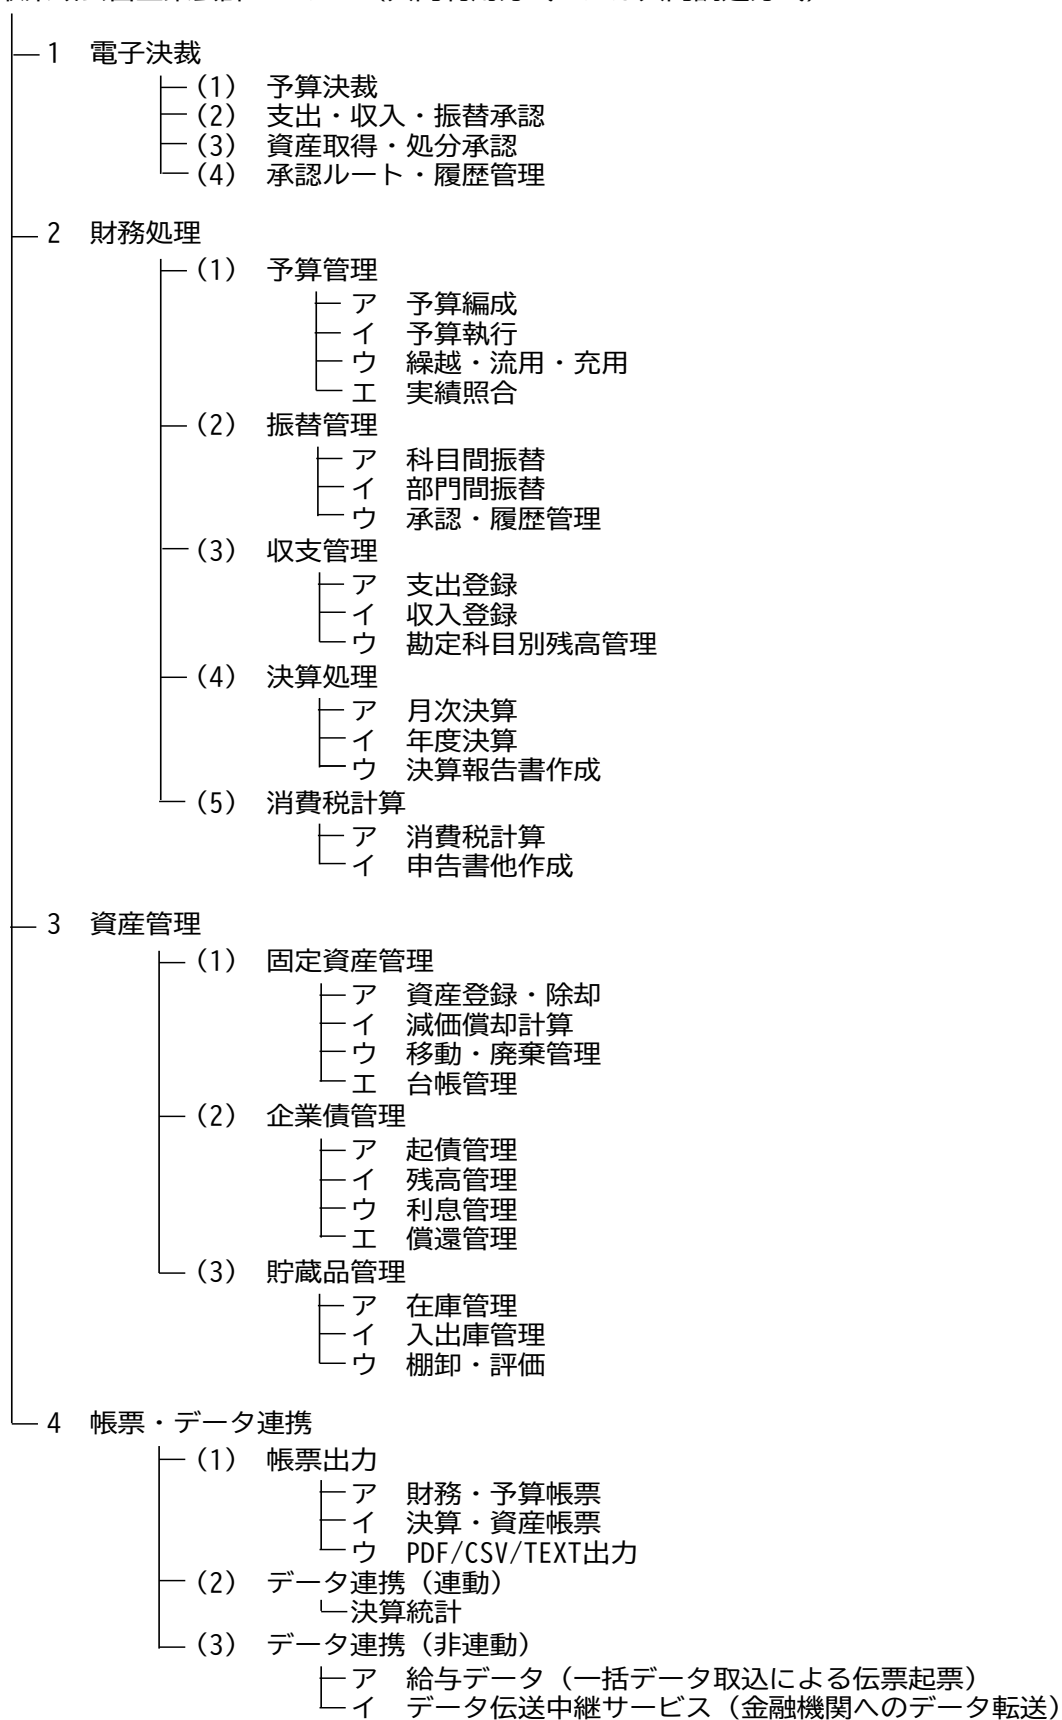 1 電子決裁
(1) 予算決裁
(2) 支出・収入・振替承認
(3) 資産取得・処分承認
(4) 承認ルート・履歴管理
2 財務処理
(1) 予算管理
ア 予算編成
イ 予算執行
ウ 繰越・流用・充用
エ 実績照合
(2) 振替管理
ア 科目間振替
イ 部門間振替
ウ 承認・履歴管理
(3) 収支管理
ア 支出登録
イ 収入登録
ウ 勘定科目別残高管理
(4) 決算処理
ア 月次決算
イ 年度決算
ウ 決算報告書作成
(5) 消費税計算
ア 消費税計算
イ 申告書他作成
3 資産管理
(1) 固定資産管理
ア 資産登録・除却
イ 減価償却計算
ウ 移動・廃棄管理
エ 台帳管理
(2) 企業債管理
ア 起債管理
イ 残高管理
ウ 利息管理
エ 償還管理
(3) 貯蔵品管理
ア 在庫管理
イ 入出庫管理
ウ 棚卸・評価
4 帳票・データ連携
(1) 帳票出力
ア 財務・予算帳票
イ 決算・資産帳票
ウ PDF/CSV/TEXT出力
(2) データ連携（連動）
決算統計
(3) データ連携（非連動）
ア 給与データ（一括データ取込による伝票起票）
イ データ伝送中継サービス（金融機関へのデータ転送）